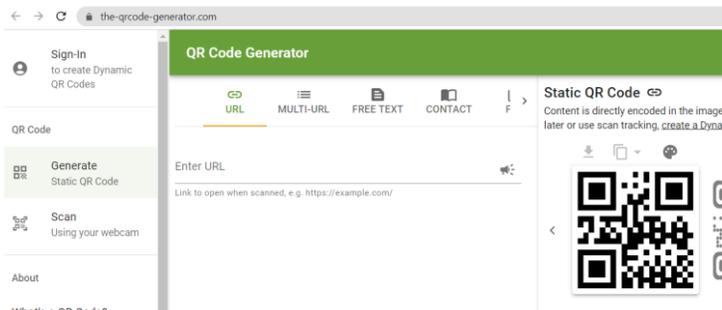 the-qrcode-generator.com
Sign-In
to create Dynamic
QR Codes
QR Code
Generate
Static QR Code
Scan
Using your webcam
About
QR Code Generator
URL
MULTI-URL
FREE TEXT
CONTACT
Enter URL
Link to open when scanned, e.g. https://example.com/
Static QR Code
Content is directly encoded in the image
later or use scan tracking, create a Dyna